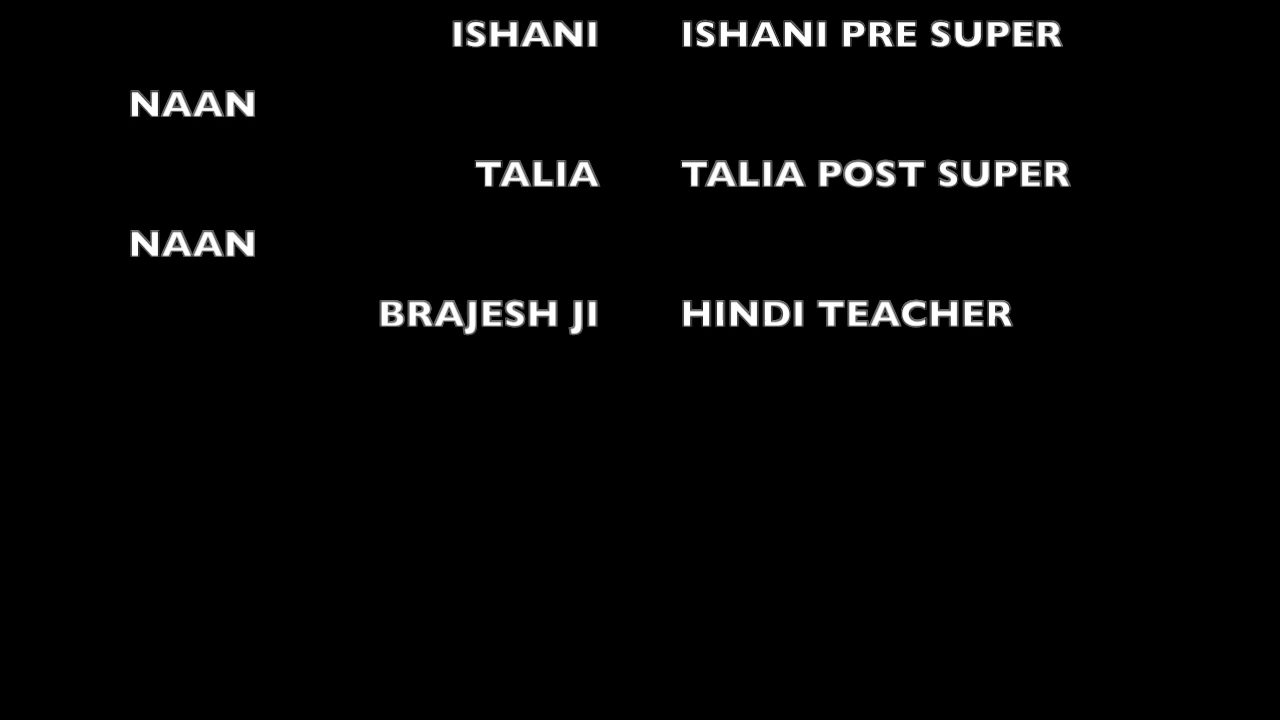 ISHANI ISHANI PRE SUPER
NAAN
TALIA TALIA POST SUPER
NAAN
BRAJESH JI HINDI TEACHER